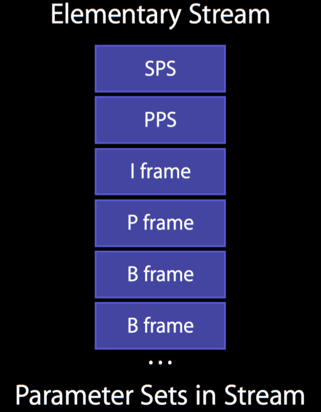 Elementary Stream
SPS
PPS
I frame
P frame
B frame
B frame
...
Parameter Sets in Stream